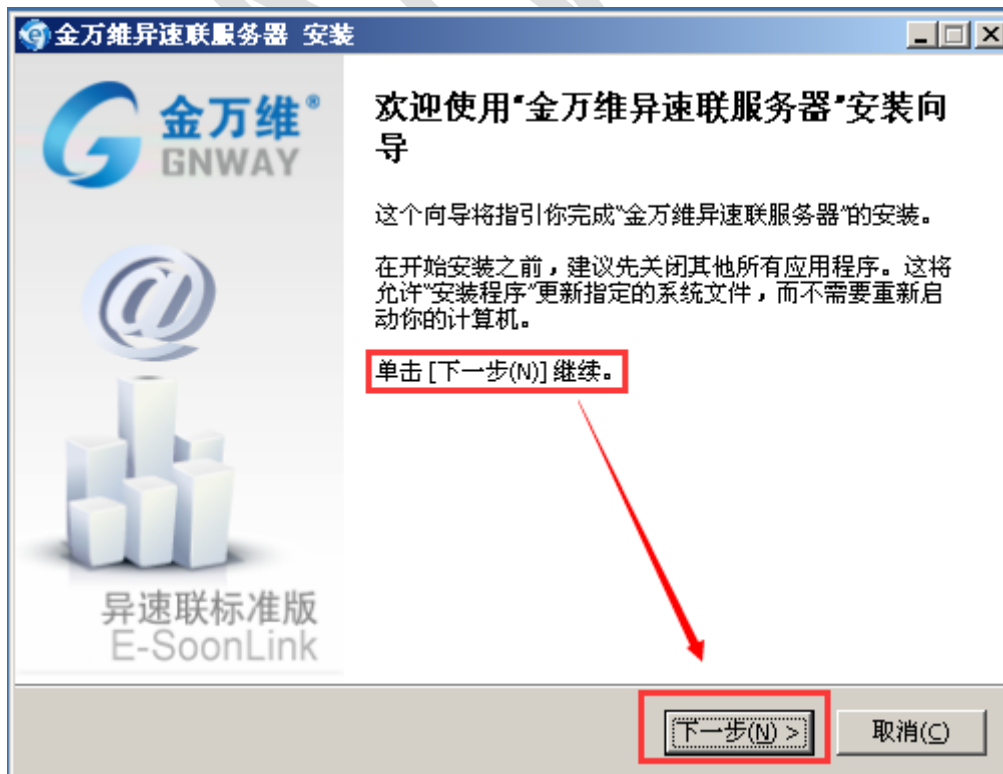 金万维异速联服务器 安装
金万维®
GNWAY
欢迎使用“金万维异速联服务器”安装向
导
这个向导将指引你完成“金万维异速联服务器”的安装。
在开始安装之前，建议先关闭其他所有应用程序。这将
允许“安装程序”更新指定的系统文件，而不需要重新启
动你的计算机。
单击 [下一步(N)] 继续。
异速联标准版
E-SoonLink
下一步(N) >
取消(C)